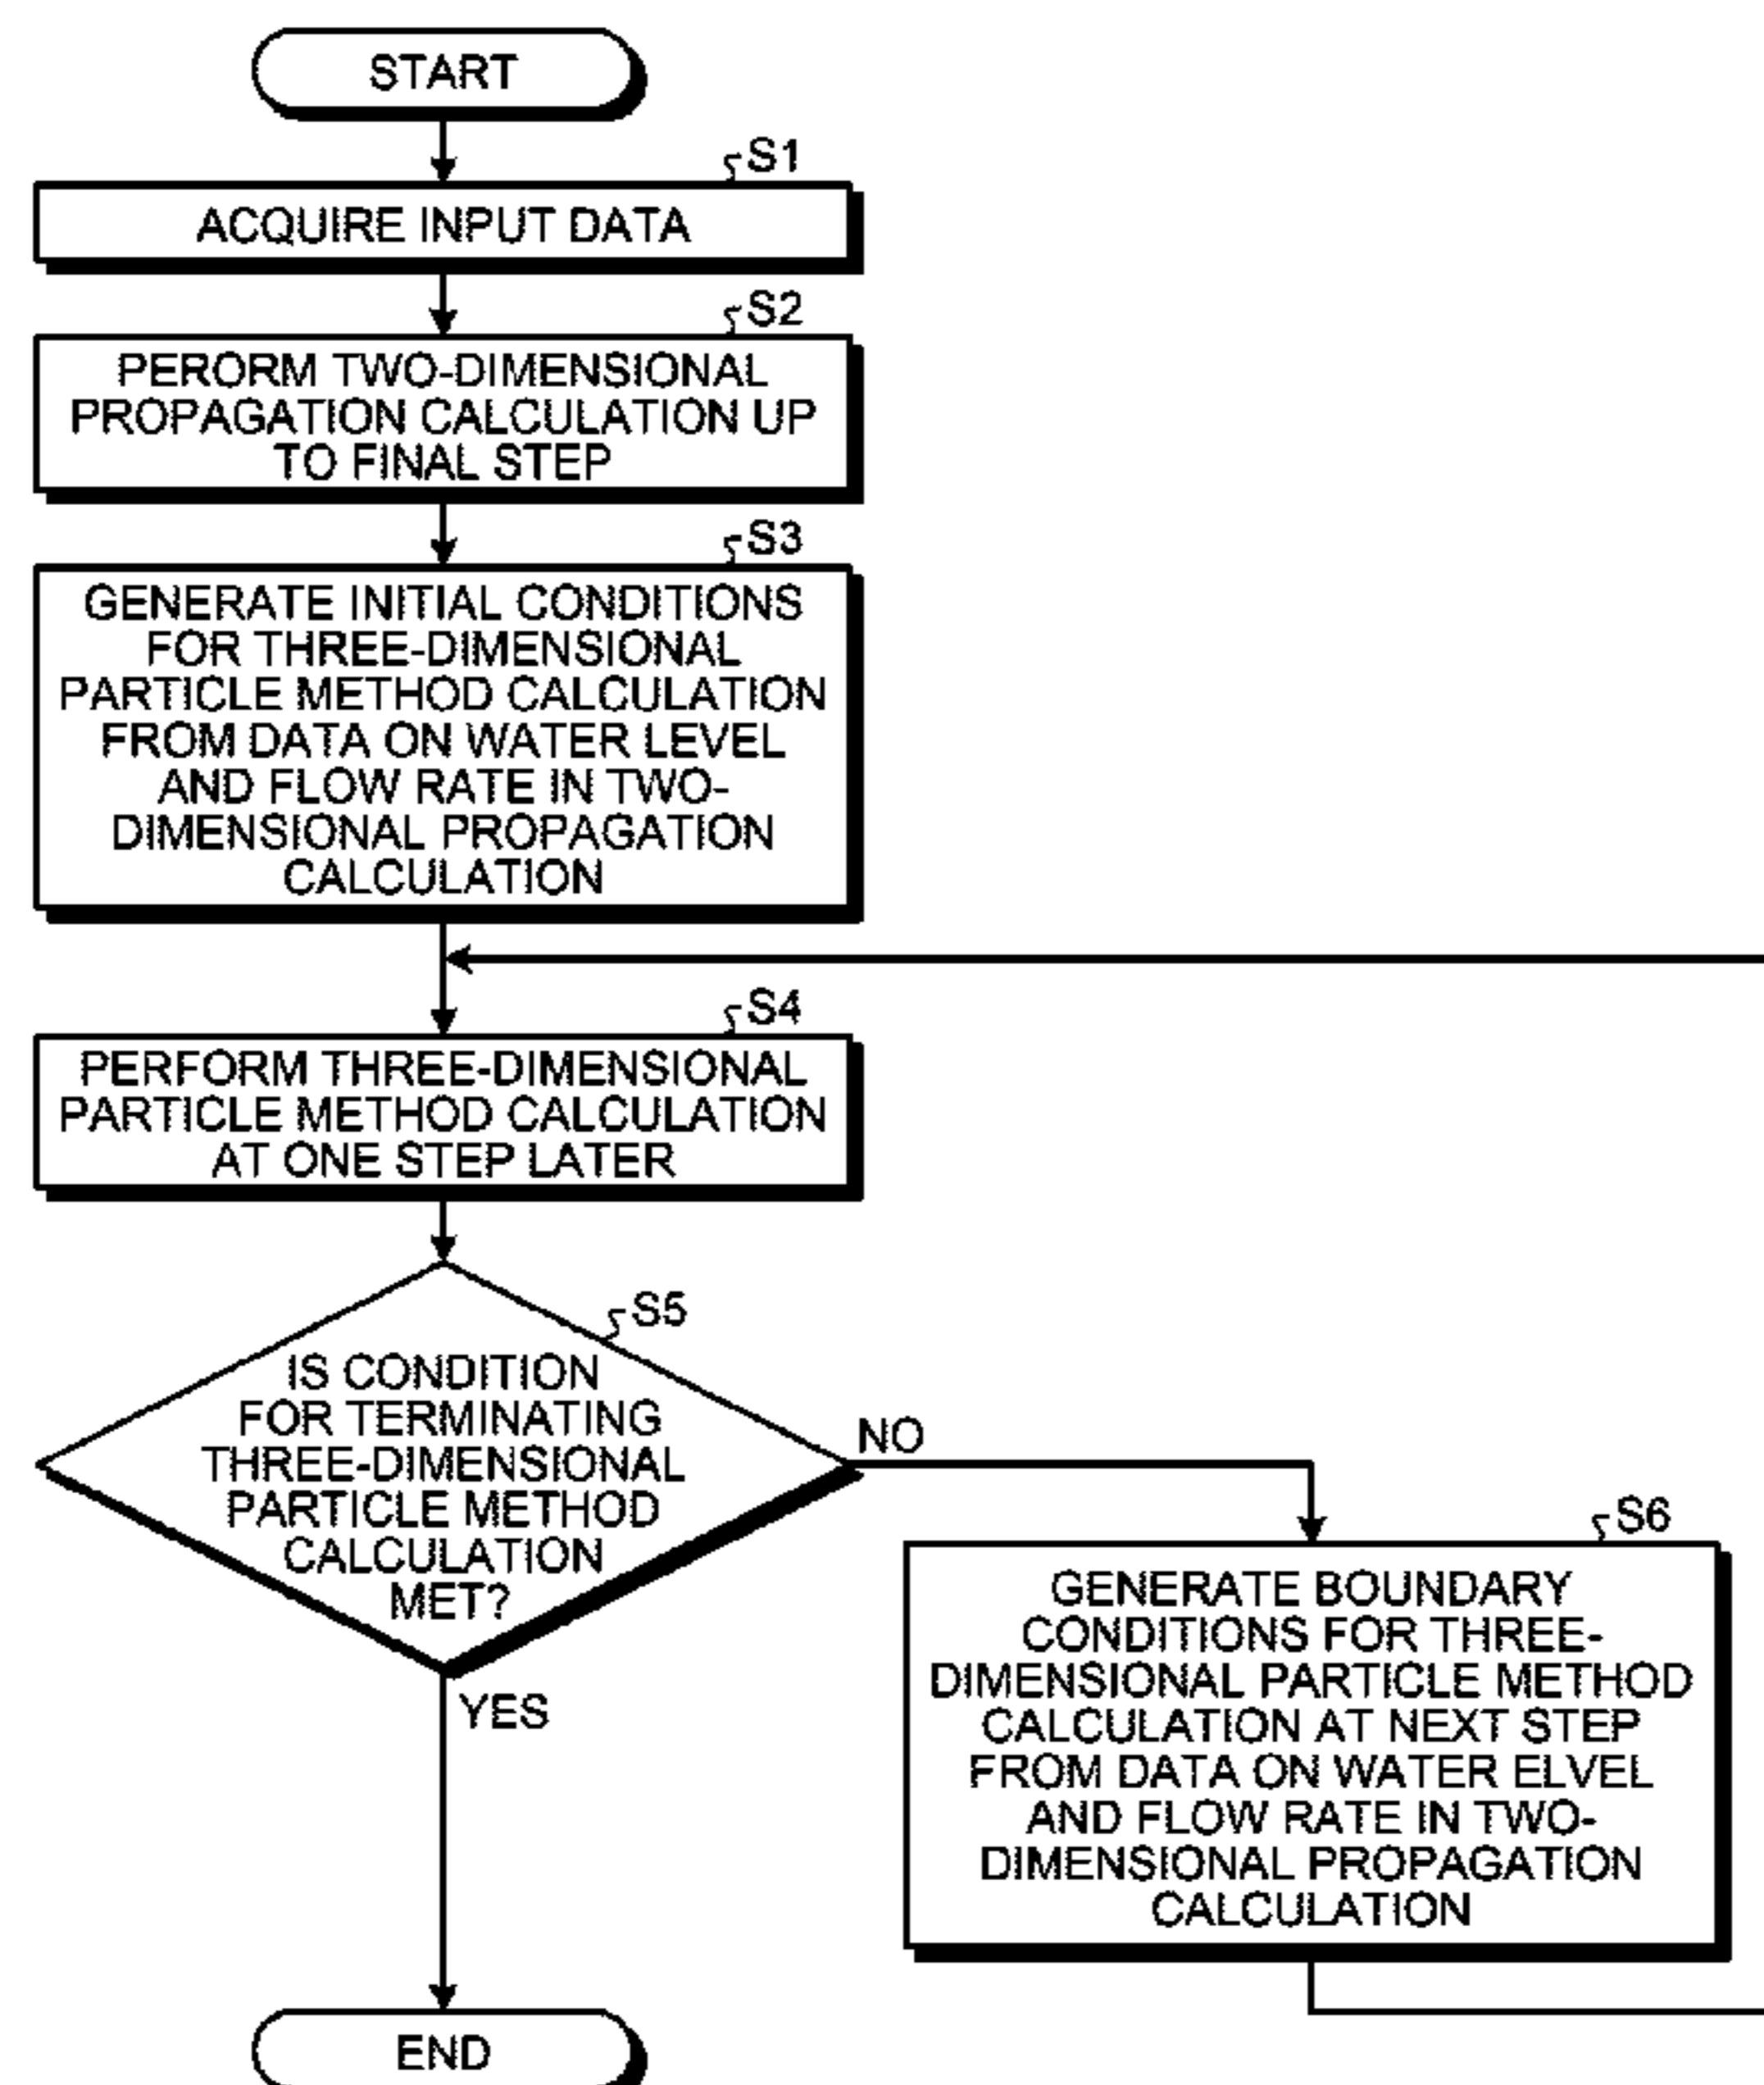 START
S1
ACQUIRE INPUT DATA
S2
PERORM TWO-DIMENSIONAL
PROPAGATION CALCULATION UP
TO FINAL STEP
S3
GENERATE INITIAL CONDITIONS
FOR THREE-DIMENSIONAL
PARTICLE METHOD CALCULATION
FROM DATA ON WATER LEVEL
AND FLOW RATE IN TWO-
DIMENSIONAL PROPAGATION
CALCULATION
S4
PERFORM THREE-DIMENSIONAL
PARTICLE METHOD CALCULATION
AT ONE STEP LATER
S5
IS CONDITION
FOR TERMINATING
THREE-DIMENSIONAL
PARTICLE METHOD
CALCULATION
MET?
NO
YES
S6
GENERATE BOUNDARY
CONDITIONS FOR THREE-
DIMENSIONAL PARTICLE METHOD
CALCULATION AT NEXT STEP
FROM DATA ON WATER ELVEL
AND FLOW RATE IN TWO-
DIMENSIONAL PROPAGATION
CALCULATION
END